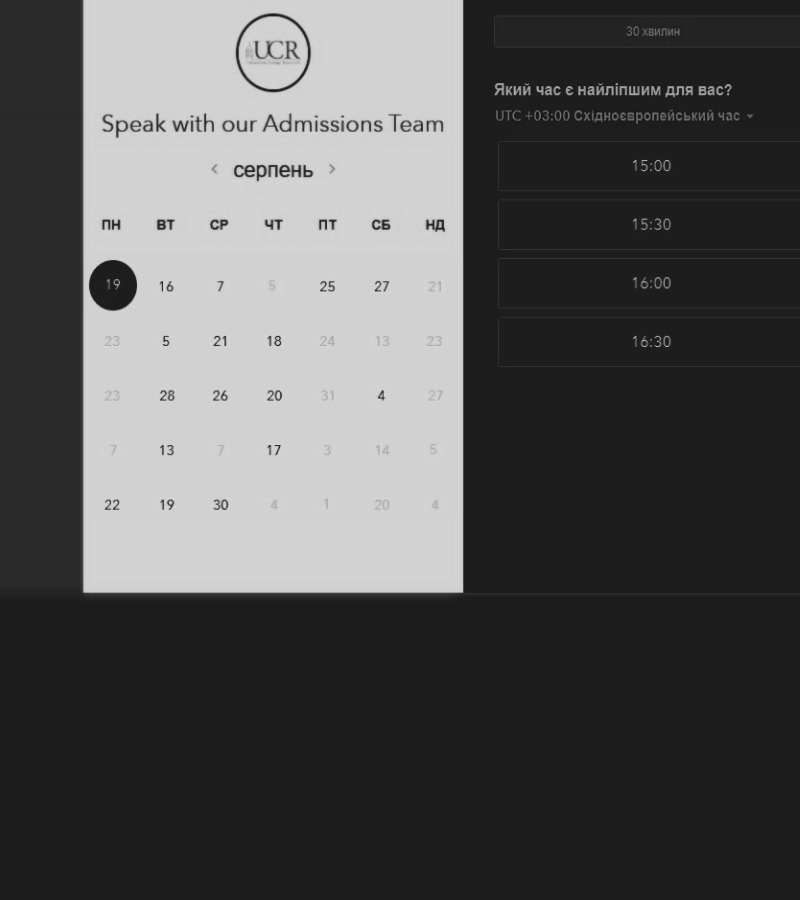 UCR
Speak with our Admissions Team
серпень
ПН ВТ СР ЧТ ПТ СБ НД
19 16 7 5 25 27 21
23 5 21 18 24 13 23
23 28 26 20 31 4 27
7 13 7 17 3 14 5
22 19 30 4 1 20 4
30 хвилин
Який час є найліпшим для вас?
UTC +03:00 Східноєвропейський час
15:00
15:30
16:00
16:30